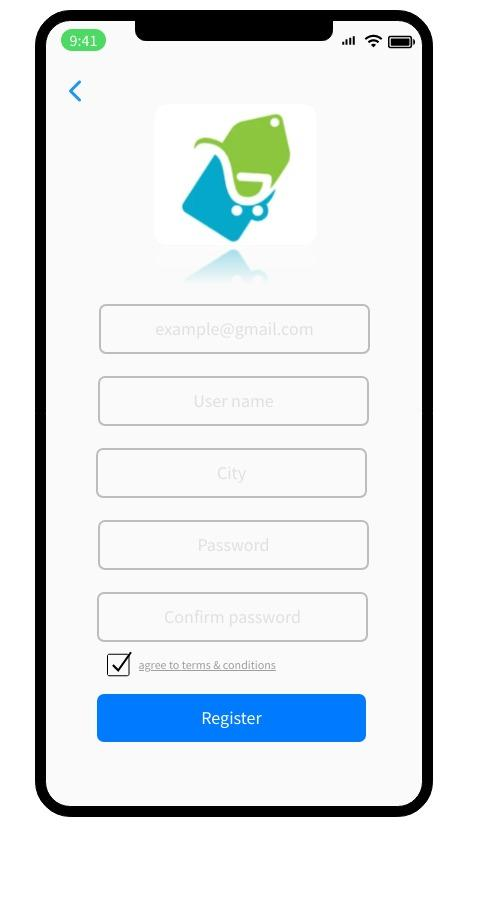 9:41
example@gmail.com
User name
City
Password
Confirm password
agree to terms & conditions
Register